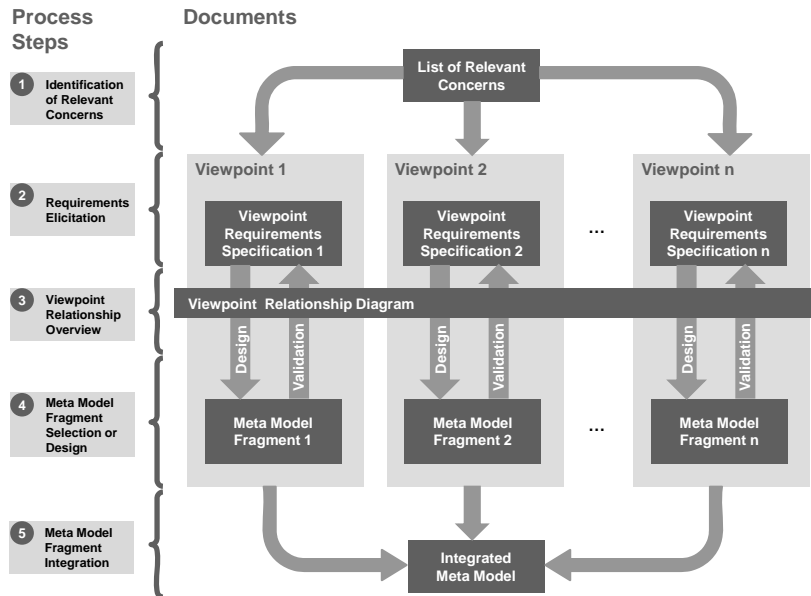 Process
Steps
Documents
1
Identification
of Relevant
Concerns
List of Relevant
Concerns
2
Requirements
Elicitation
Viewpoint 1
Viewpoint 2
Viewpoint n
Viewpoint
Requirements
Specification 1
Viewpoint
Requirements
Specification 2
...
Viewpoint
Requirements
Specification n
3
Viewpoint
Relationship
Overview
Viewpoint Relationship Diagram
Design
Validation
Design
Validation
Design
Validation
4
Meta Model
Fragment
Selection or
Design
Meta Model
Fragment 1
Meta Model
Fragment 2
...
Meta Model
Fragment n
5
Meta Model
Fragment
Integration
Integrated
Meta Model